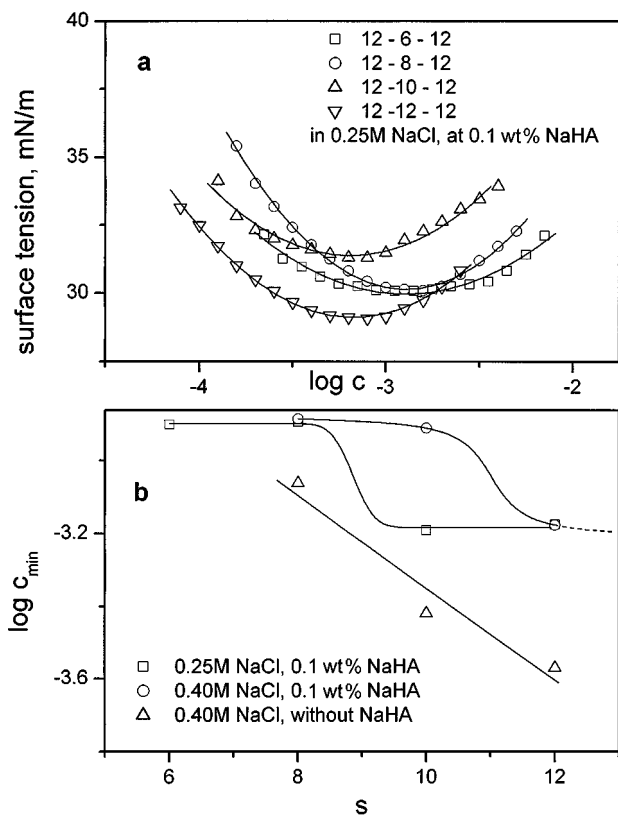 a
12 - 6 - 12
12 - 8 - 12
12 -10 - 12
12 -12 - 12
in 0.25M NaCl, at 0.1 wt% NaHA
surface tension, mN/m
40
35
30
-4
-3
-2
log c
b
log c_min
-3.2
-3.6
0.25M NaCl, 0.1 wt% NaHA
0.40M NaCl, 0.1 wt% NaHA
0.40M NaCl, without NaHA
6
8
10
12
s